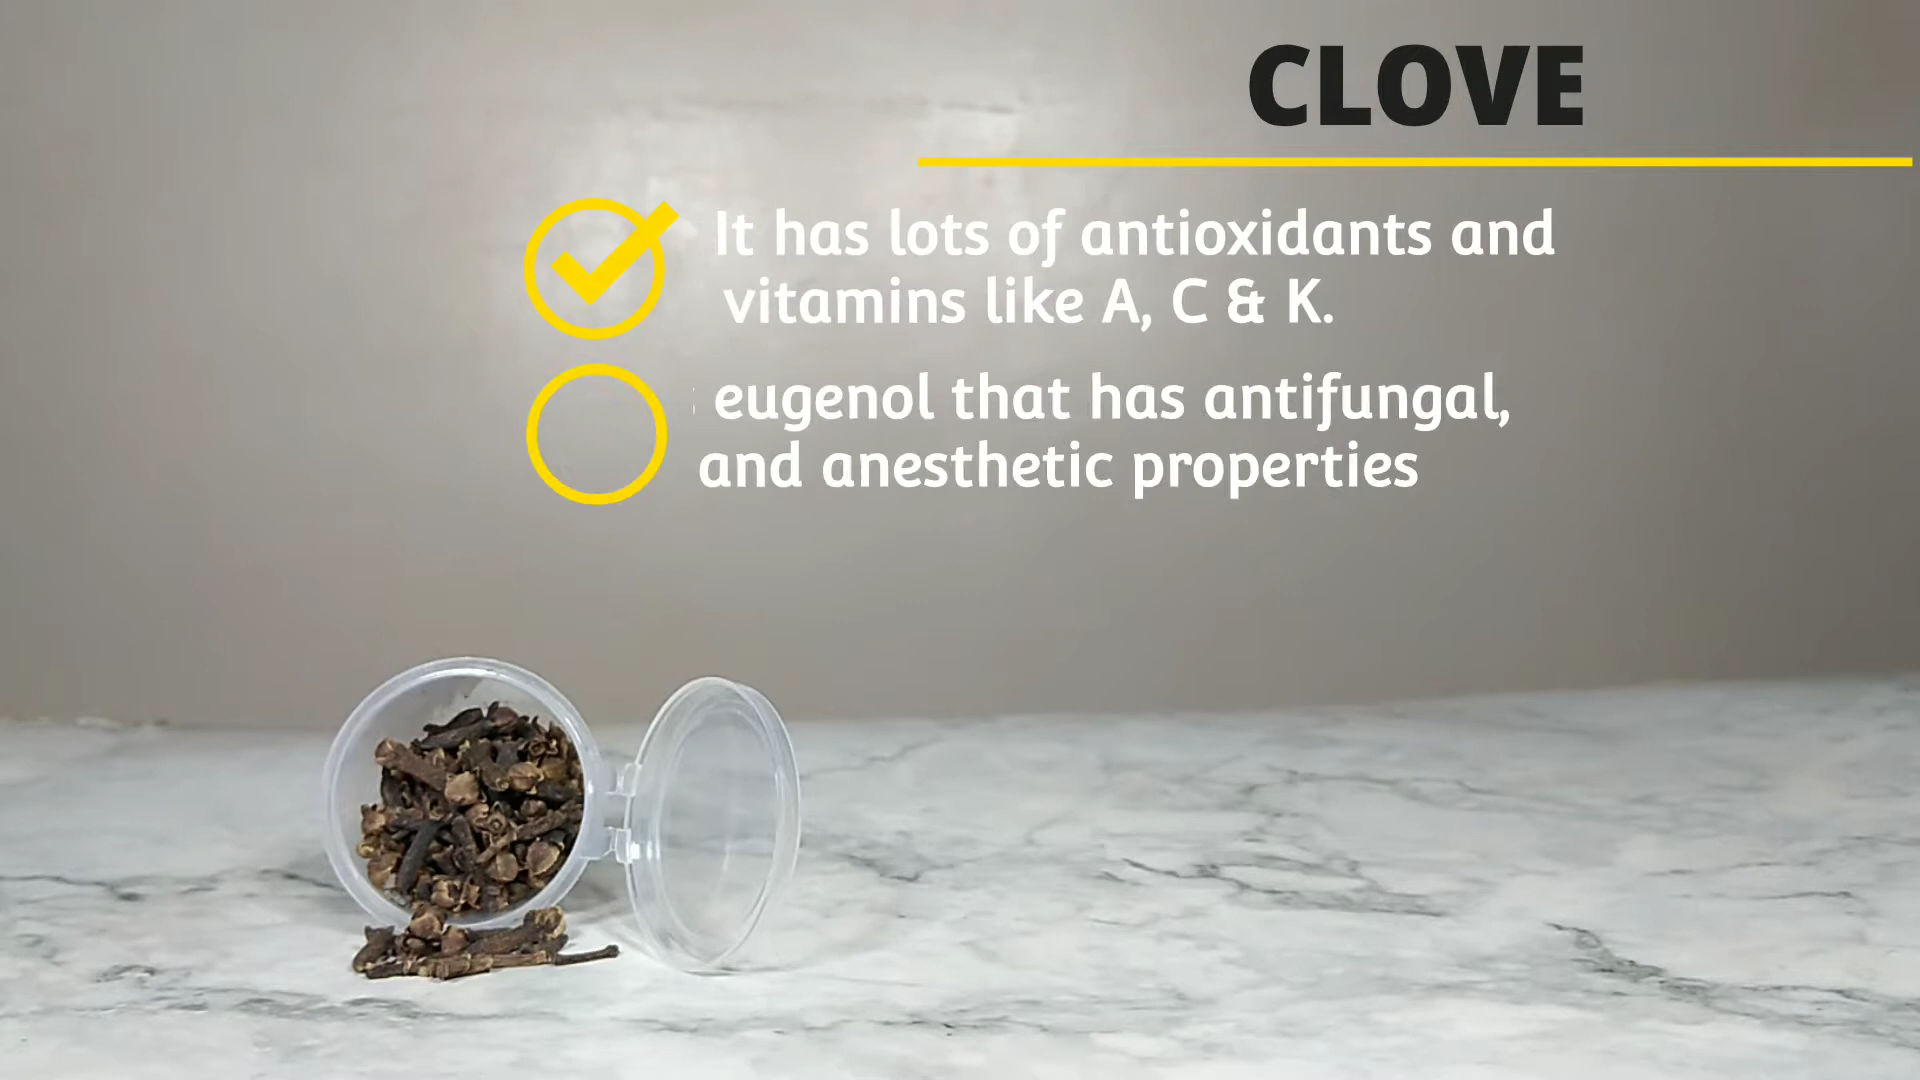 CLOVE
It has lots of antioxidants and
vitamins like A, C & K.
eugenol that has antifungal,
and anesthetic properties